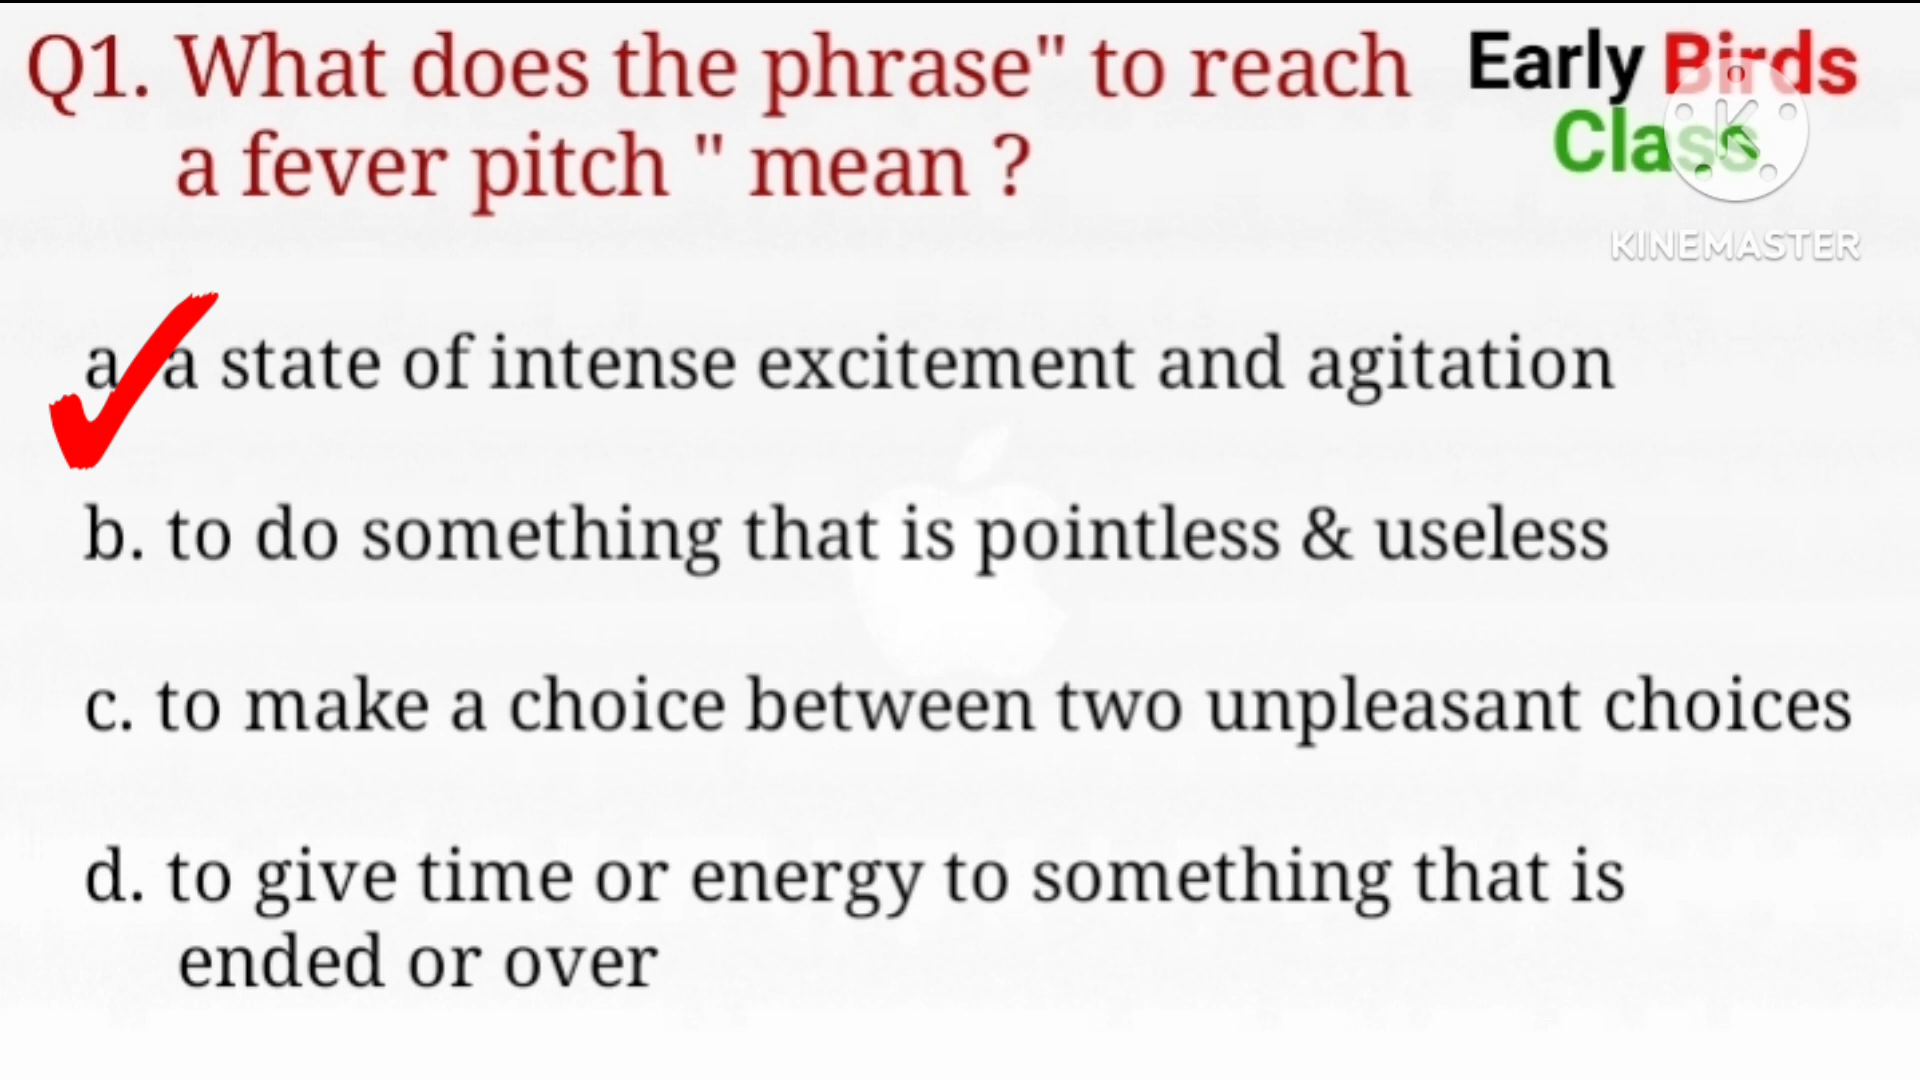 Q1. What does the phrase" to reach
a fever pitch " mean ?
Early Birds
Class
KINEMASTER
a. a state of intense excitement and agitation
b. to do something that is pointless & useless
c. to make a choice between two unpleasant choices
d. to give time or energy to something that is
ended or over